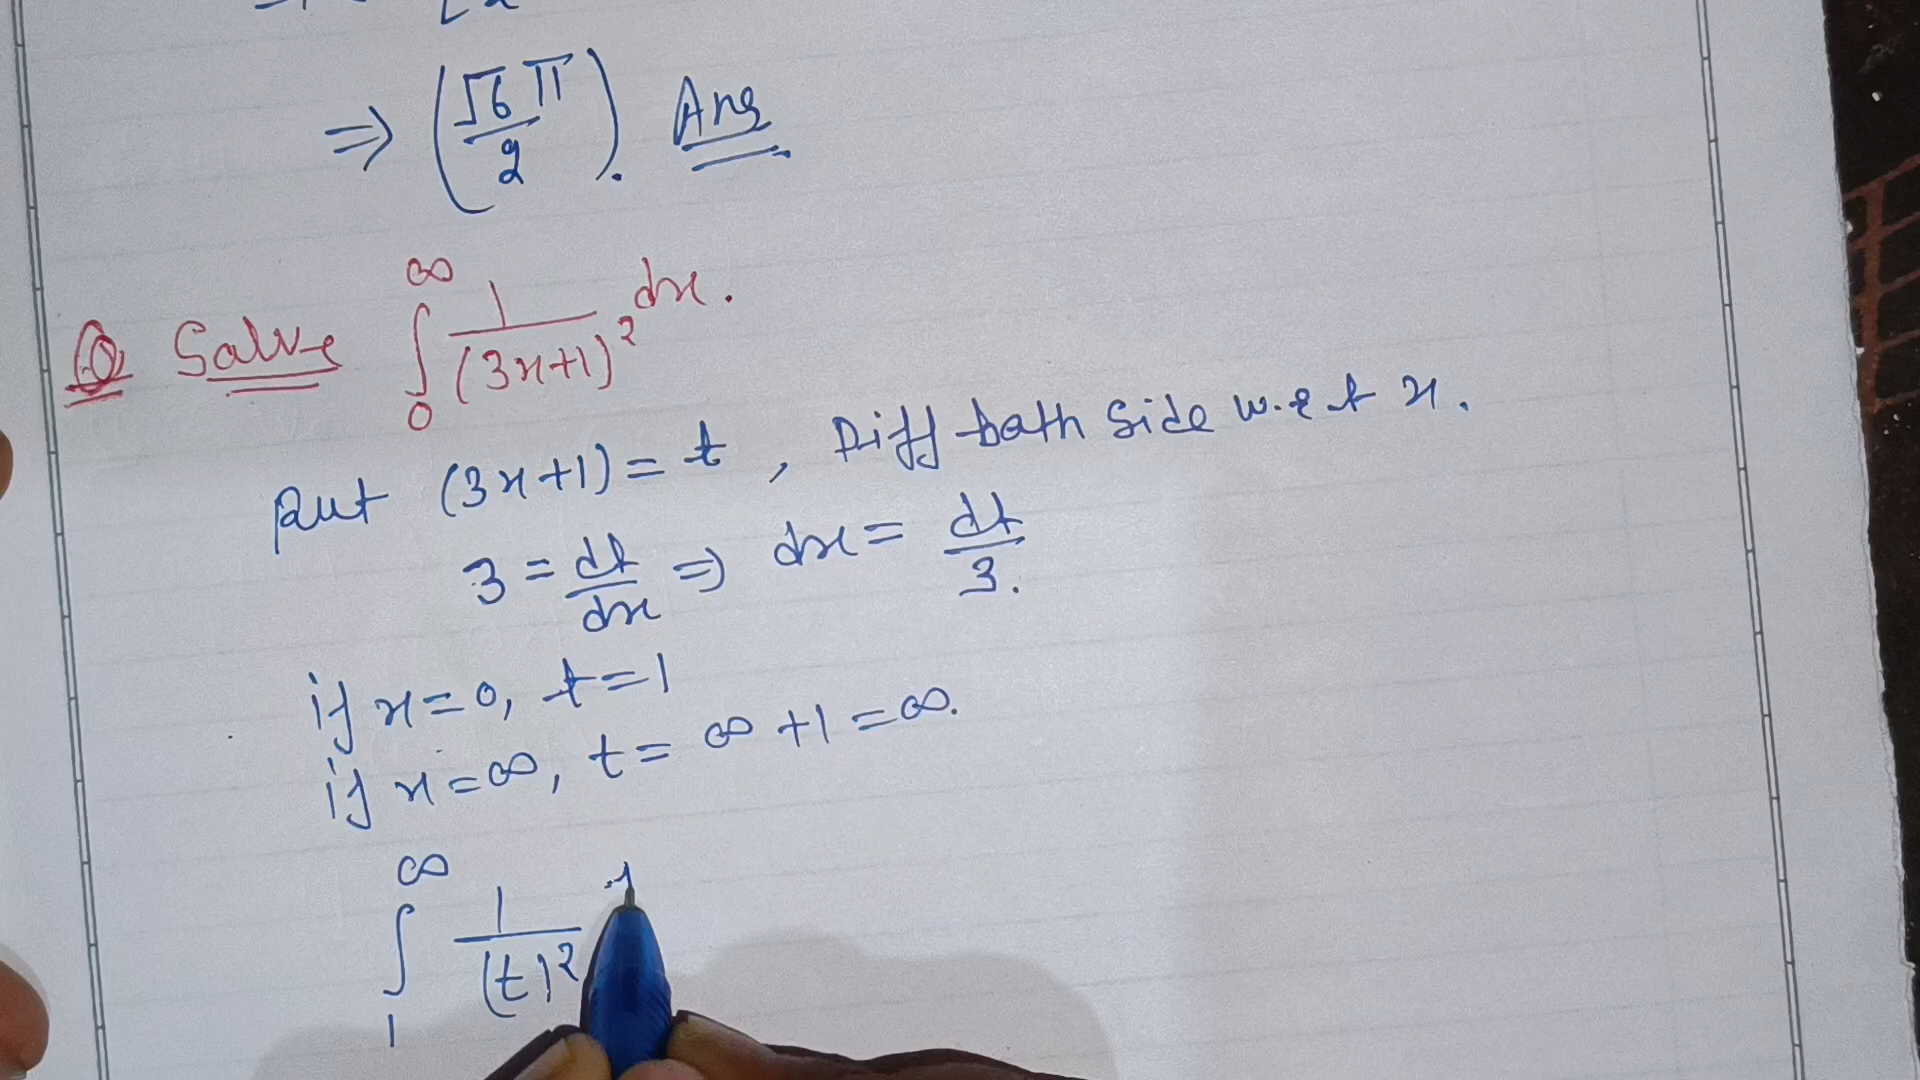 ⇒ (√6 π / 2). Ans
Q Solve ∫₀^∞ 1/(3x+1)² dx.
Put (3x+1) = t, Diff both side w.r.t x.
3 = dt/dx ⇒ dx = dt/3.
if x=0, t=1
if x=∞, t= ∞ +1 = ∞.
∫₁^∞ 1/(t)²